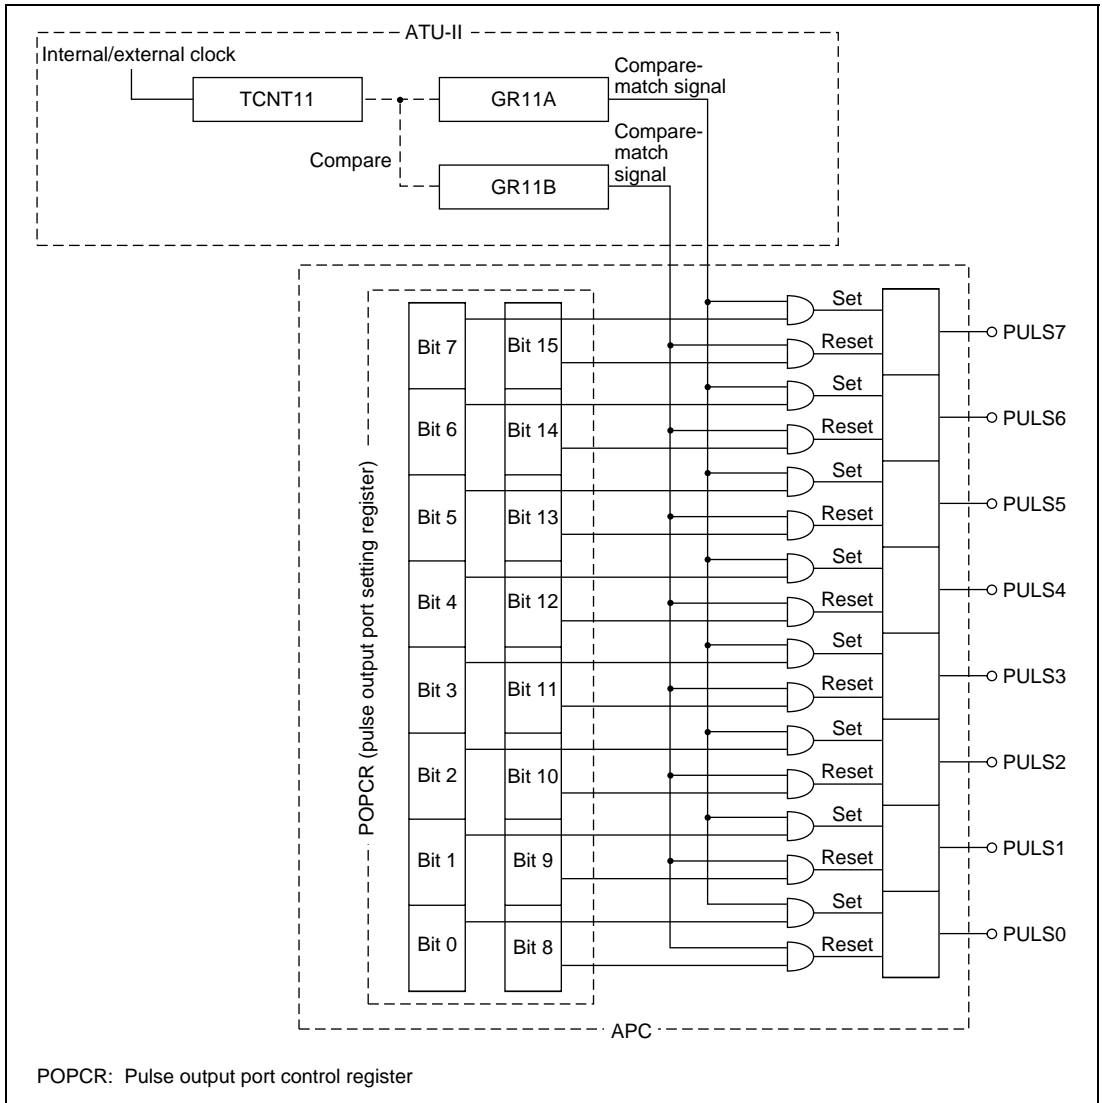 ATU-II
Internal/external clock
TCNT11
GR11A
Compare-
match signal
Compare
GR11B
Compare-
match
signal
POPCR (pulse output port setting register)
Bit 7
Bit 15
Set
Reset
PULS7
Bit 6
Bit 14
Set
Reset
PULS6
Bit 5
Bit 13
Set
Reset
PULS5
Bit 4
Bit 12
Set
Reset
PULS4
Bit 3
Bit 11
Set
Reset
PULS3
Bit 2
Bit 10
Set
Reset
PULS2
Bit 1
Bit 9
Set
Reset
PULS1
Bit 0
Bit 8
Set
Reset
PULS0
APC
POPCR: Pulse output port control register